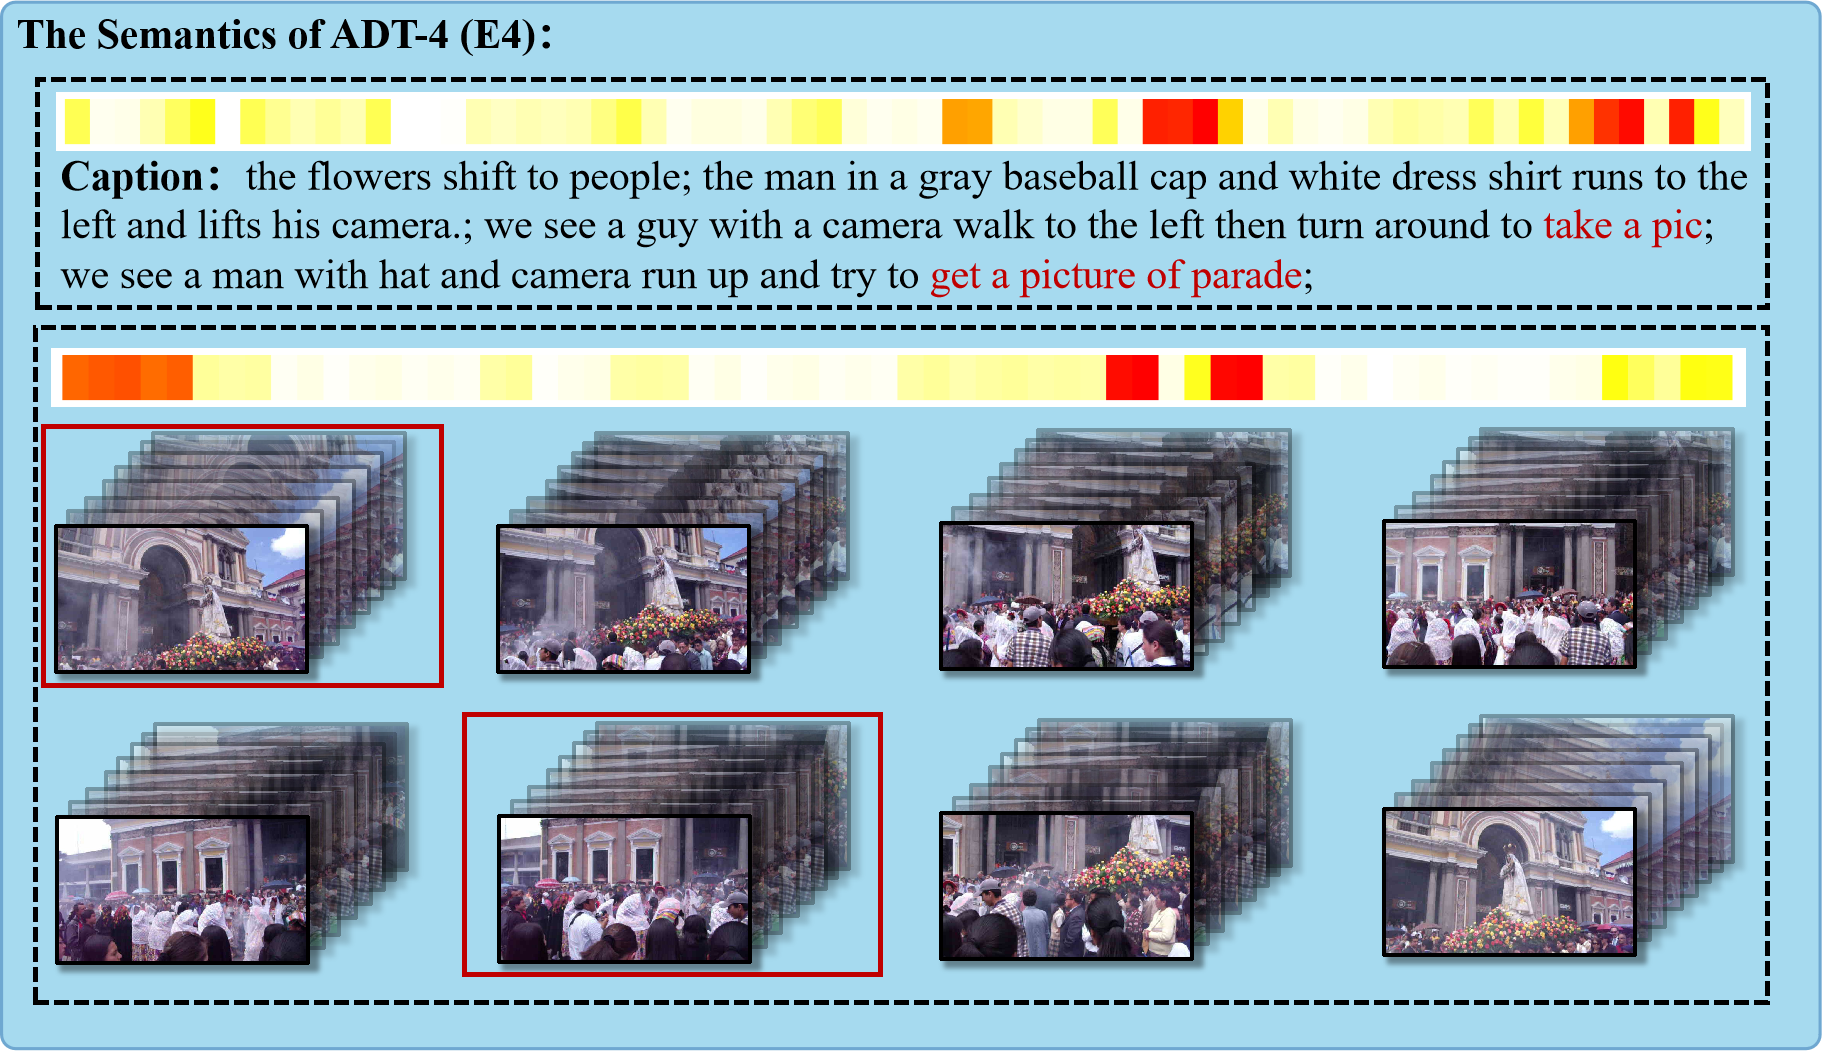 The Semantics of ADT-4 (E4):
Caption: the flowers shift to people; the man in a gray baseball cap and white dress shirt runs to the
left and lifts his camera.; we see a guy with a camera walk to the left then turn around to take a pic;
we see a man with hat and camera run up and try to get a picture of parade;